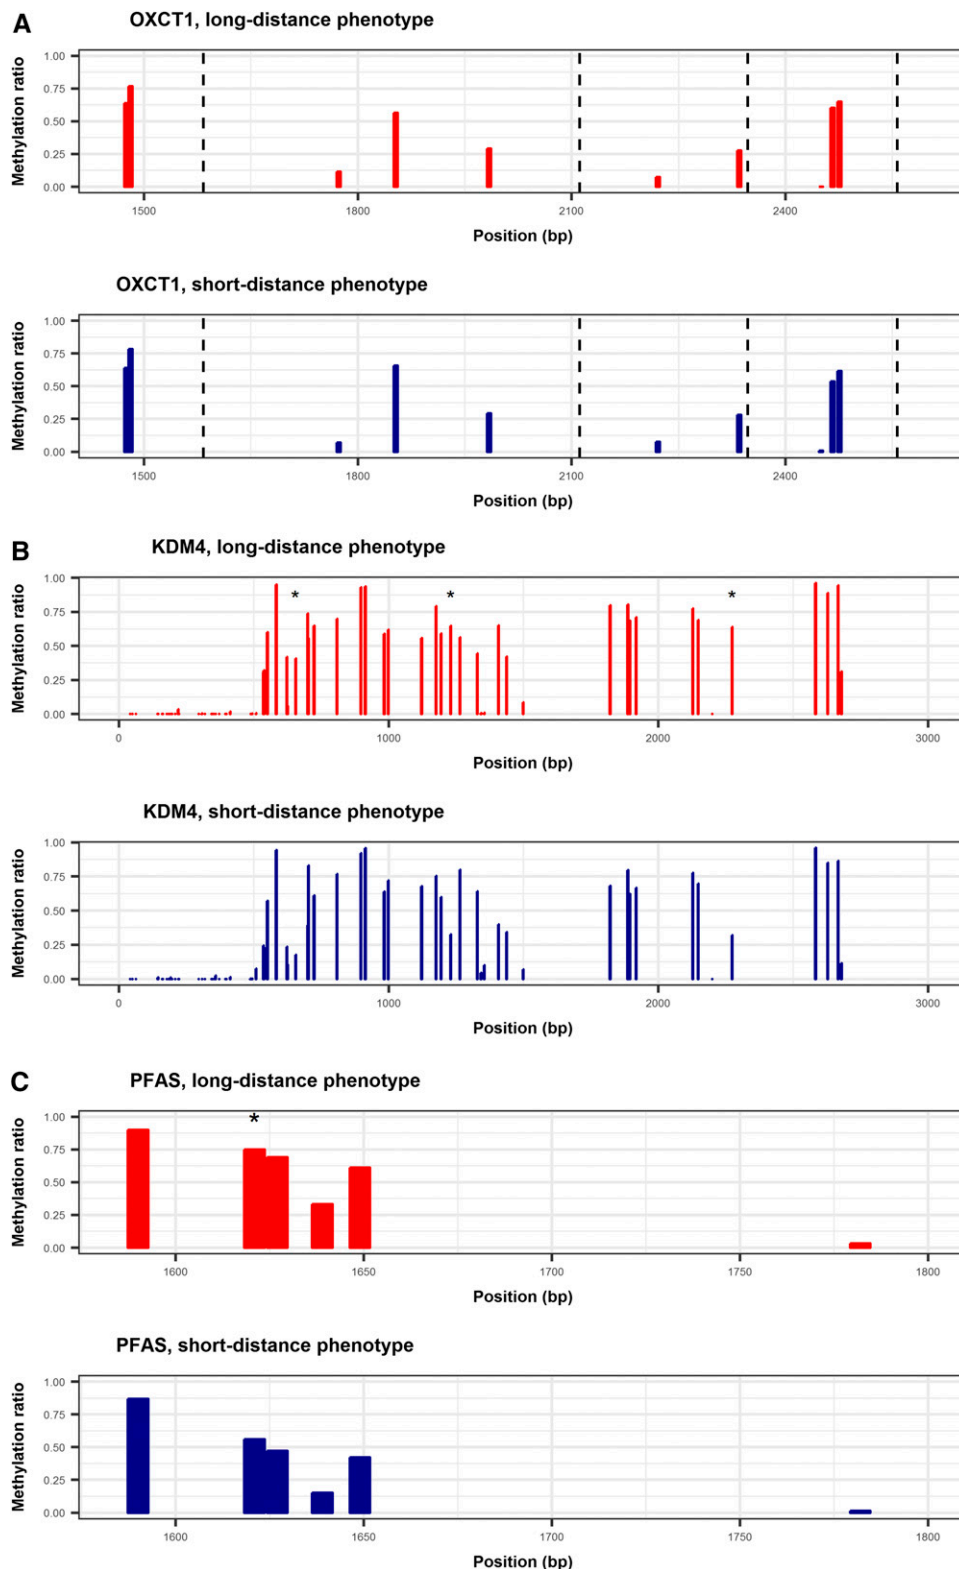 A
OXCT1, long-distance phenotype
Methylation ratio
1.00
0.75
0.50
0.25
0.00
1500 1800 2100 2400
Position (bp)
OXCT1, short-distance phenotype
Methylation ratio
1.00
0.75
0.50
0.25
0.00
1500 1800 2100 2400
Position (bp)
B
KDM4, long-distance phenotype
Methylation ratio
1.00
0.75
0.50
0.25
0.00
* * *
0 1000 2000 3000
Position (bp)
KDM4, short-distance phenotype
Methylation ratio
1.00
0.75
0.50
0.25
0.00
0 1000 2000 3000
Position (bp)
C
PFAS, long-distance phenotype
Methylation ratio
1.00
0.75
0.50
0.25
0.00
*
1600 1650 1700 1750 1800
Position (bp)
PFAS, short-distance phenotype
Methylation ratio
1.00
0.75
0.50
0.25
0.00
1600 1650 1700 1750 1800
Position (bp)